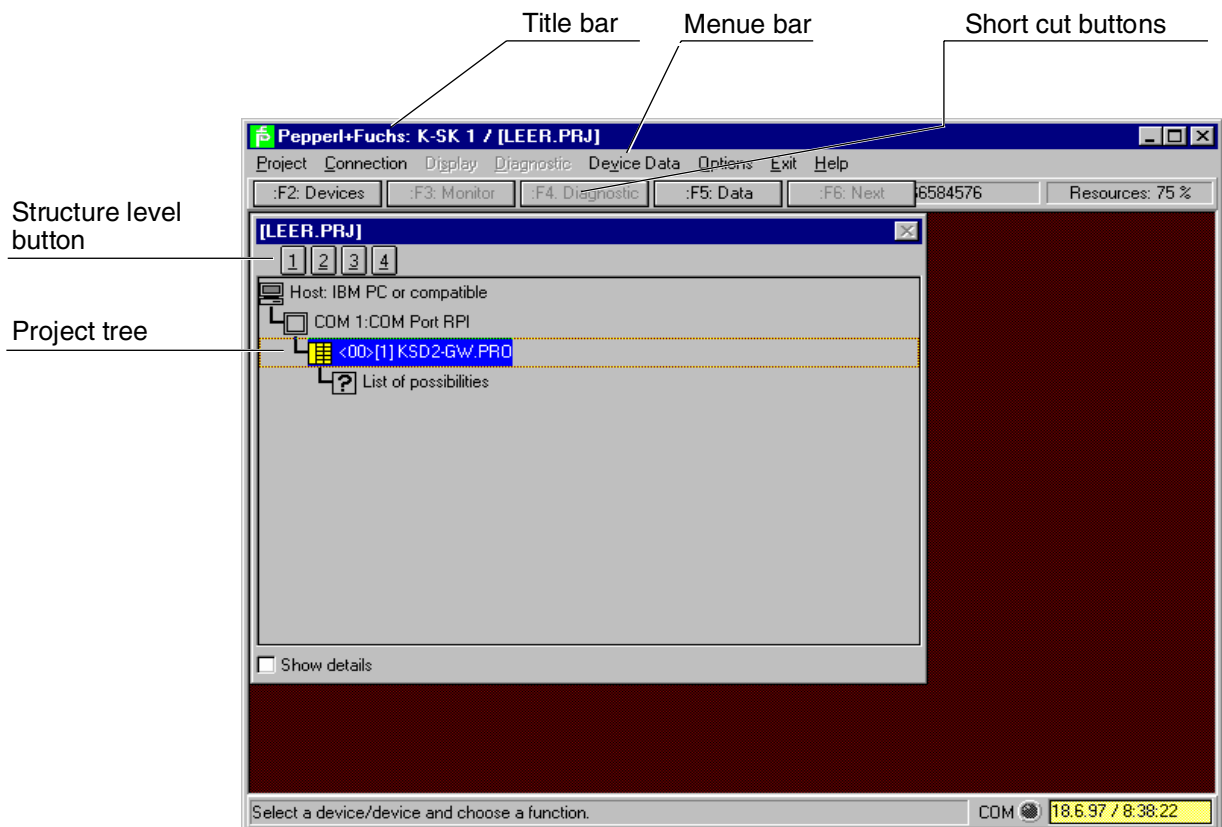 Title bar
Menue bar
Short cut buttons
Pepperl+Fuchs: K-SK 1 / [LEER.PRJ]
Project Connection Display Diagnostic Device Data Options Exit Help
:F2: Devices :F3: Monitor :F4. Diagnostic :F5: Data :F6: Next 6584576 Resources: 75 %
Structure level
button
[LEER.PRJ]
1 2 3 4
Host: IBM PC or compatible
Project tree
COM 1:COM Port RPI
<00>[1] KSD2-GW.PRO
? List of possibilities
Show details
Select a device/device and choose a function.
COM
18.6.97 / 8:38:22